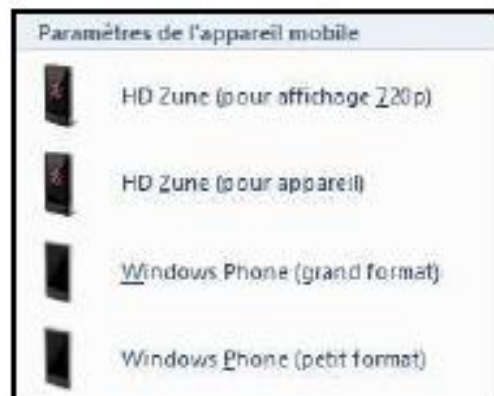 Paramètres de l'appareil mobile
HD Zune (pour affichage 720p)
HD Zune (pour appareil)
Windows Phone (grand format)
Windows Phone (petit format)